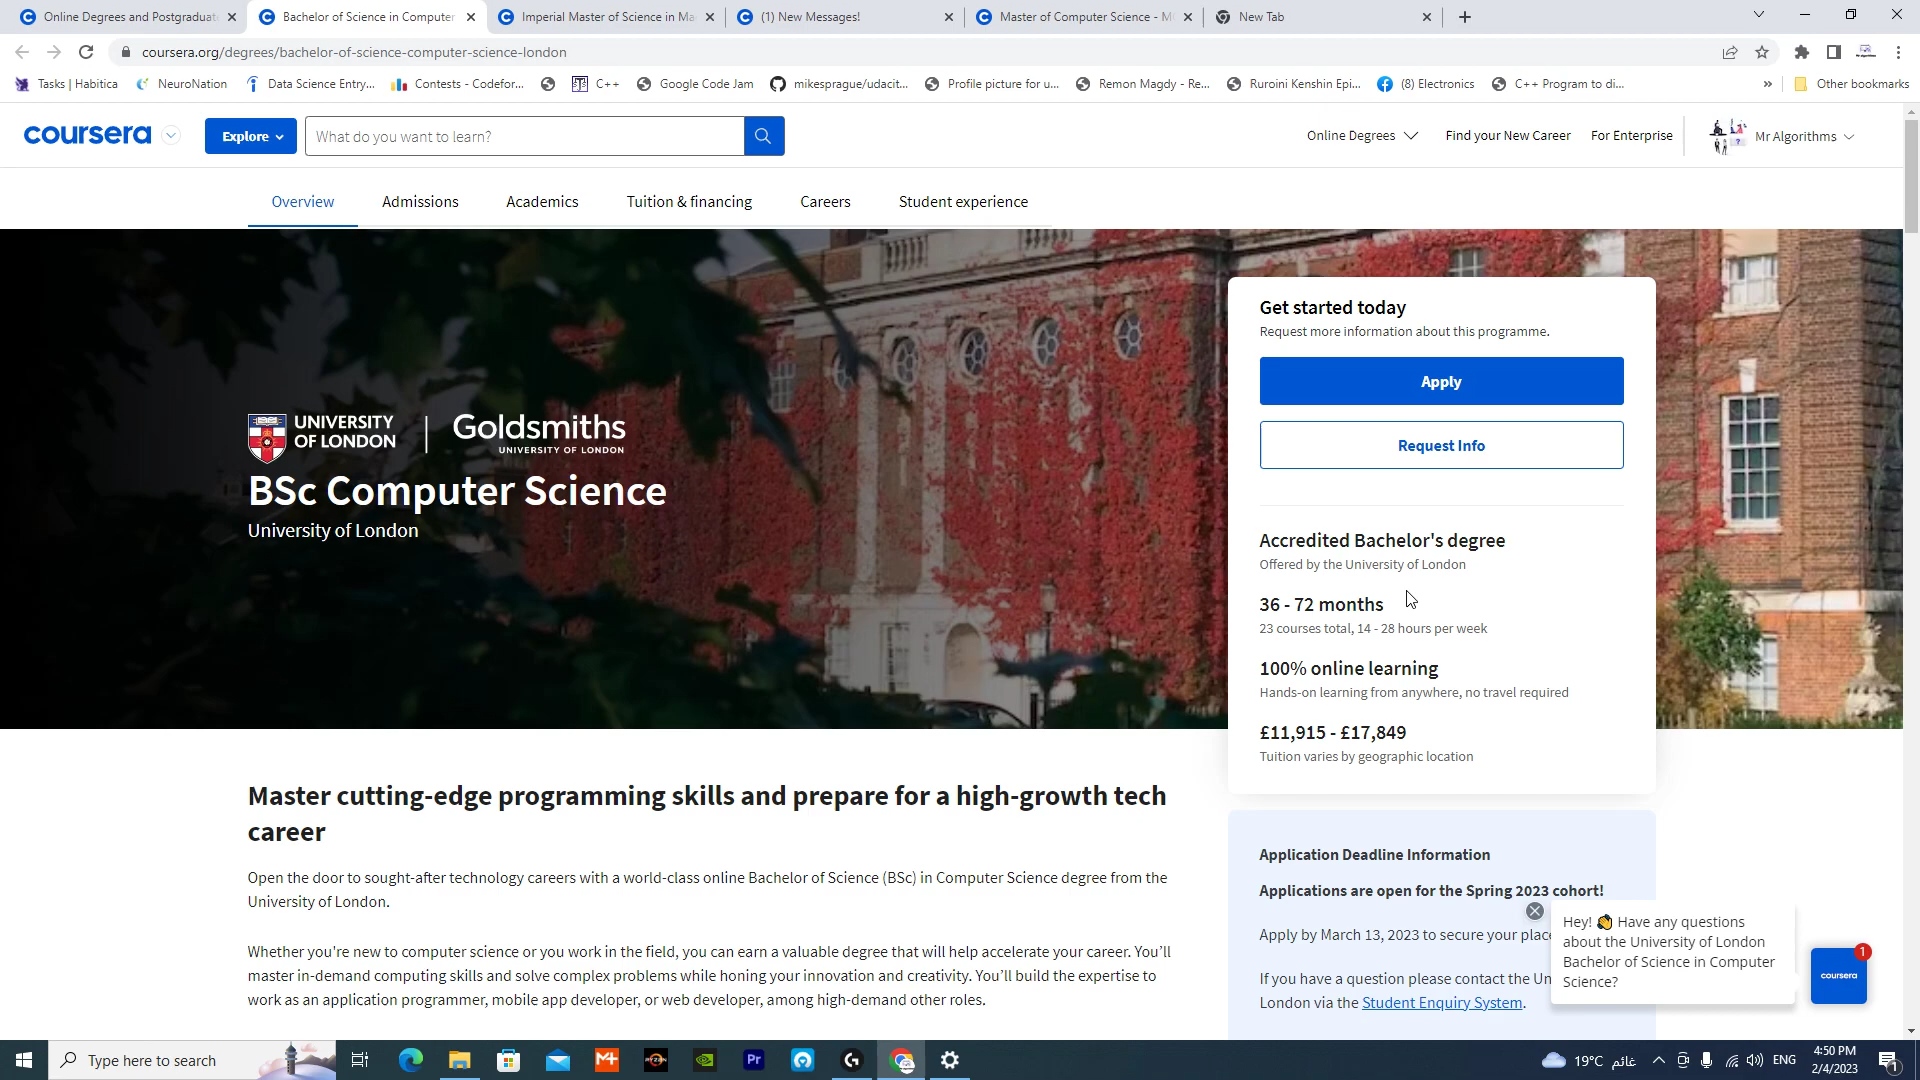 Online Degrees and Postgraduat
Bachelor of Science in Computer
Imperial Master of Science in Ma
(1) New Messages!
Master of Computer Science - M
New Tab
coursera.org/degrees/bachelor-of-science-computer-science-london
Tasks | Habitica
NeuroNation
Data Science Entry...
Contests - Codefor...
C++
Google Code Jam
mikesprague/udacit...
Profile picture for u...
Remon Magdy - Re...
Ruroini Kenshin Epi...
(8) Electronics
C++ Program to di...
»
Other bookmarks
coursera
Explore
What do you want to learn?
Online Degrees
Find your New Career
For Enterprise
Mr Algorithms
Overview
Admissions
Academics
Tuition & financing
Careers
Student experience
UNIVERSITY
OF LONDON
Goldsmiths
UNIVERSITY OF LONDON
BSc Computer Science
University of London
Get started today
Request more information about this programme.
Apply
Request Info
Accredited Bachelor's degree
Offered by the University of London
36 - 72 months
23 courses total, 14 - 28 hours per week
100% online learning
Hands-on learning from anywhere, no travel required
£11,915 - £17,849
Tuition varies by geographic location
Master cutting-edge programming skills and prepare for a high-growth tech
career
Open the door to sought-after technology careers with a world-class online Bachelor of Science (BSc) in Computer Science degree from the
University of London.
Whether you're new to computer science or you work in the field, you can earn a valuable degree that will help accelerate your career. You'll
master in-demand computing skills and solve complex problems while honing your innovation and creativity. You'll build the expertise to
work as an application programmer, mobile app developer, or web developer, among high-demand other roles.
Application Deadline Information
Applications are open for the Spring 2023 cohort!
Apply by March 13, 2023 to secure your place
If you have a question please contact the Un
London via the Student Enquiry System.
Hey! 👋 Have any questions
about the University of London
Bachelor of Science in Computer
Science?
coursera
1
Type here to search
M+
RYZEN
Pr
19°C غائم
ENG
4:50 PM
2/4/2023
1